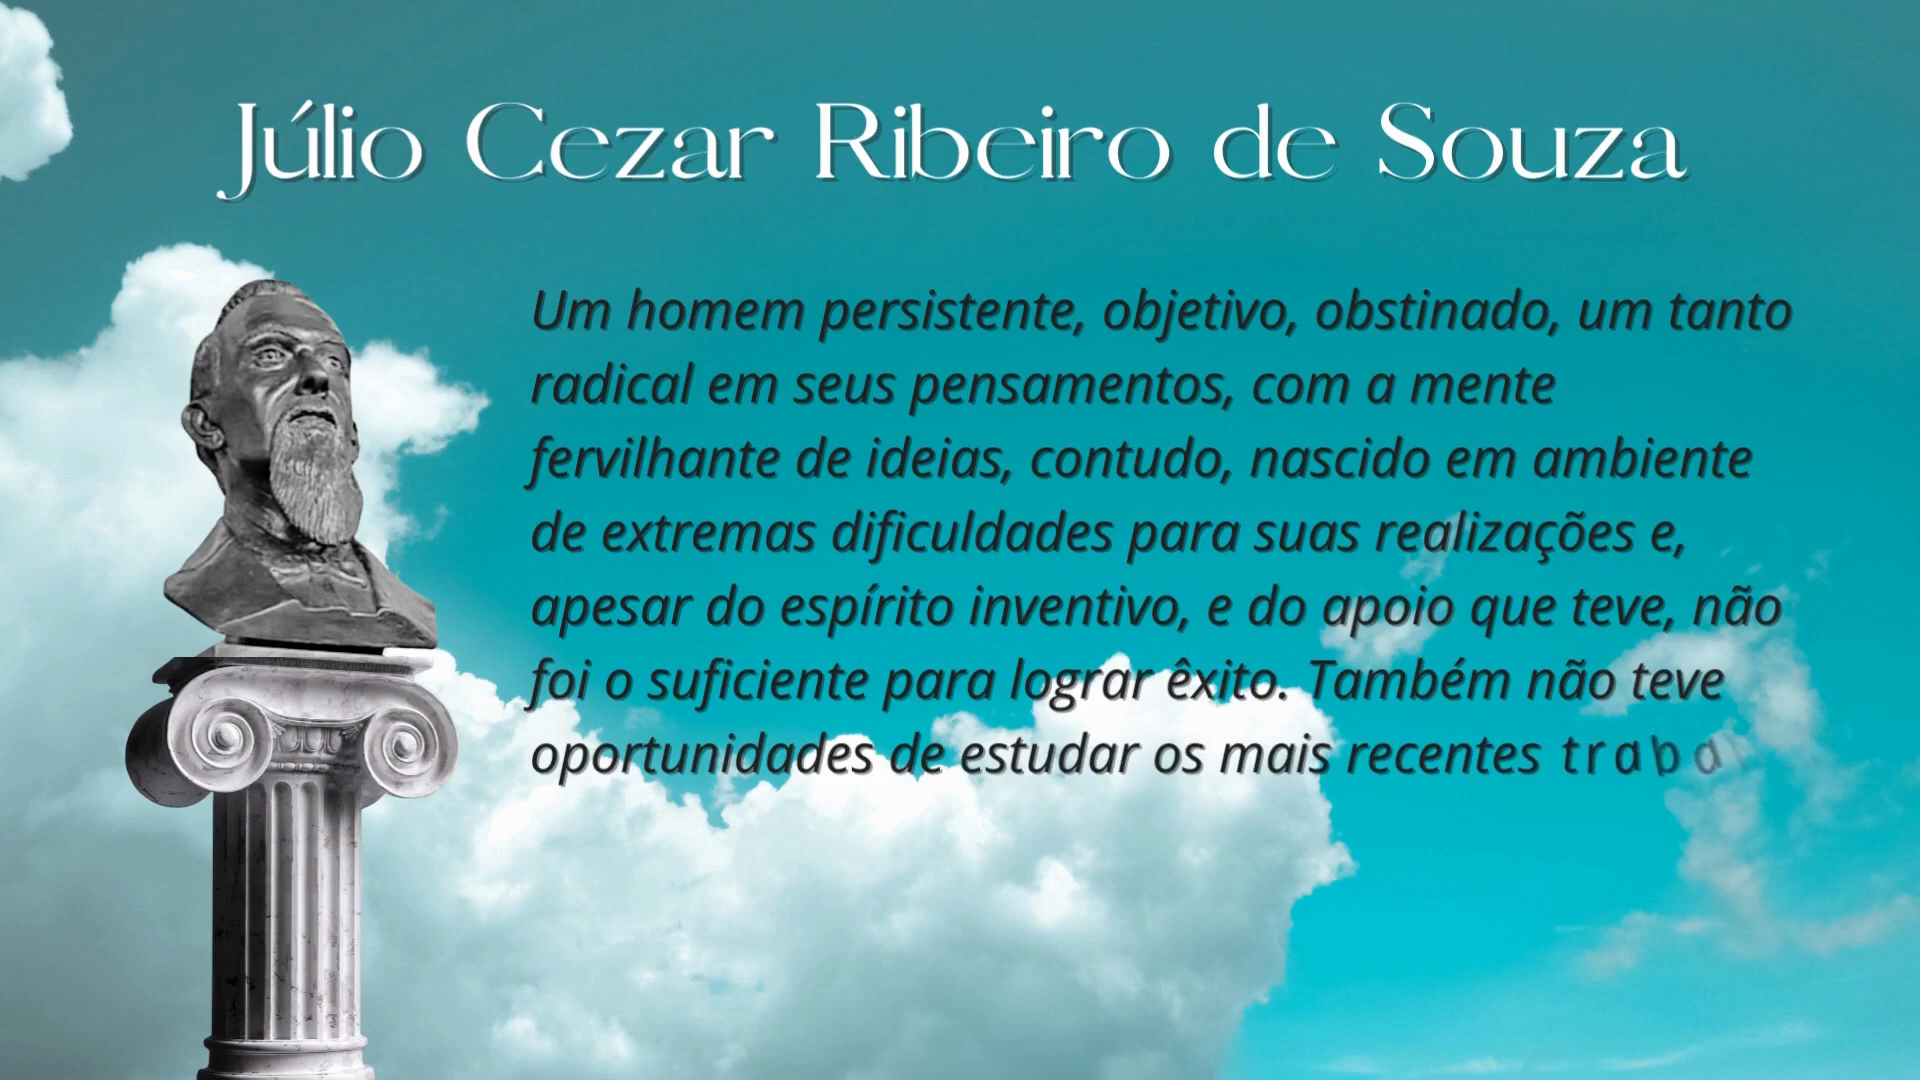 Júlio Cezar Ribeiro de Souza
Um homem persistente, objetivo, obstinado, um tanto
radical em seus pensamentos, com a mente
fervilhante de ideias, contudo, nascido em ambiente
de extremas dificuldades para suas realizações e,
apesar do espírito inventivo, e do apoio que teve, não
foi o suficiente para lograr êxito. Também não teve
oportunidades de estudar os mais recentes